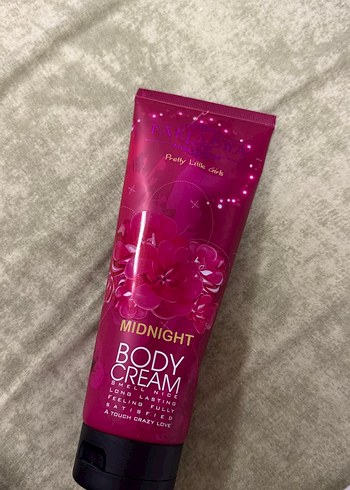 Pretty Little Girls
MIDNIGHT
BODY
CREAM
SMELL NICE
LONG LASTING
FEELING FULLY
SATISFIED
A TOUCH CRAZY LOVE